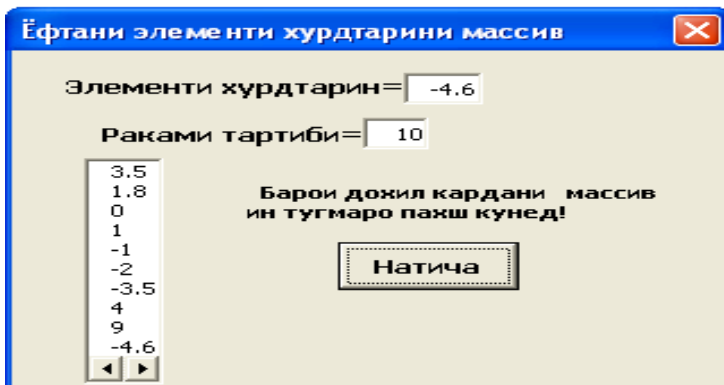 Ёфтани элементи хурдтарини массив
Элементи хурдтарин= -4.6
Раками тартиби= 10
3.5
1.8
0
1
-1
-2
-3.5
4
9
-4.6
Барои дохил кардани массив
ин тугмаро пахш кунед!
Натича